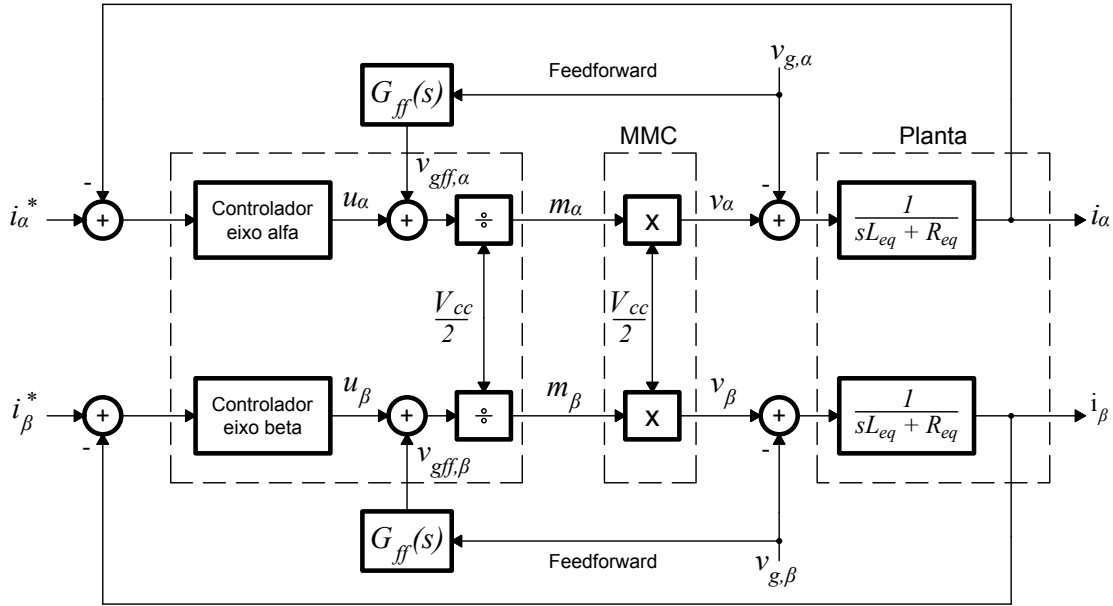 v_{g,α}
Feedforward
G_{ff}(s)
MMC
Planta
-
v_{gff,α}
-
i_α^*
+
Controlador
eixo alfa
u_α
+
÷
m_α
x
v_α
+
1
sL_{eq} + R_{eq}
i_α
V_{cc}
2
V_{cc}
2
i_β^*
+
Controlador
eixo beta
u_β
+
÷
m_β
x
v_β
+
1
sL_{eq} + R_{eq}
i_β
-
v_{gff,β}
-
G_{ff}(s)
Feedforward
v_{g,β}